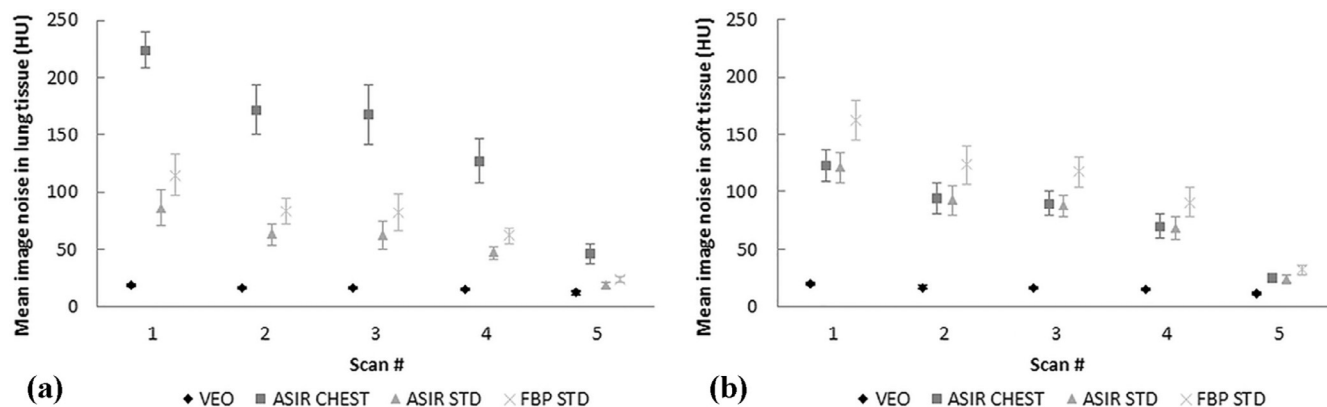 Mean image noise in lung tissue (HU)
250
200
150
100
50
0
1 2 3 4 5
Scan #
(a)
VEO ASIR CHEST ASIR STD FBP STD
Mean image noise in soft tissue (HU)
250
200
150
100
50
0
1 2 3 4 5
Scan #
(b)
VEO ASIR CHEST ASIR STD FBP STD